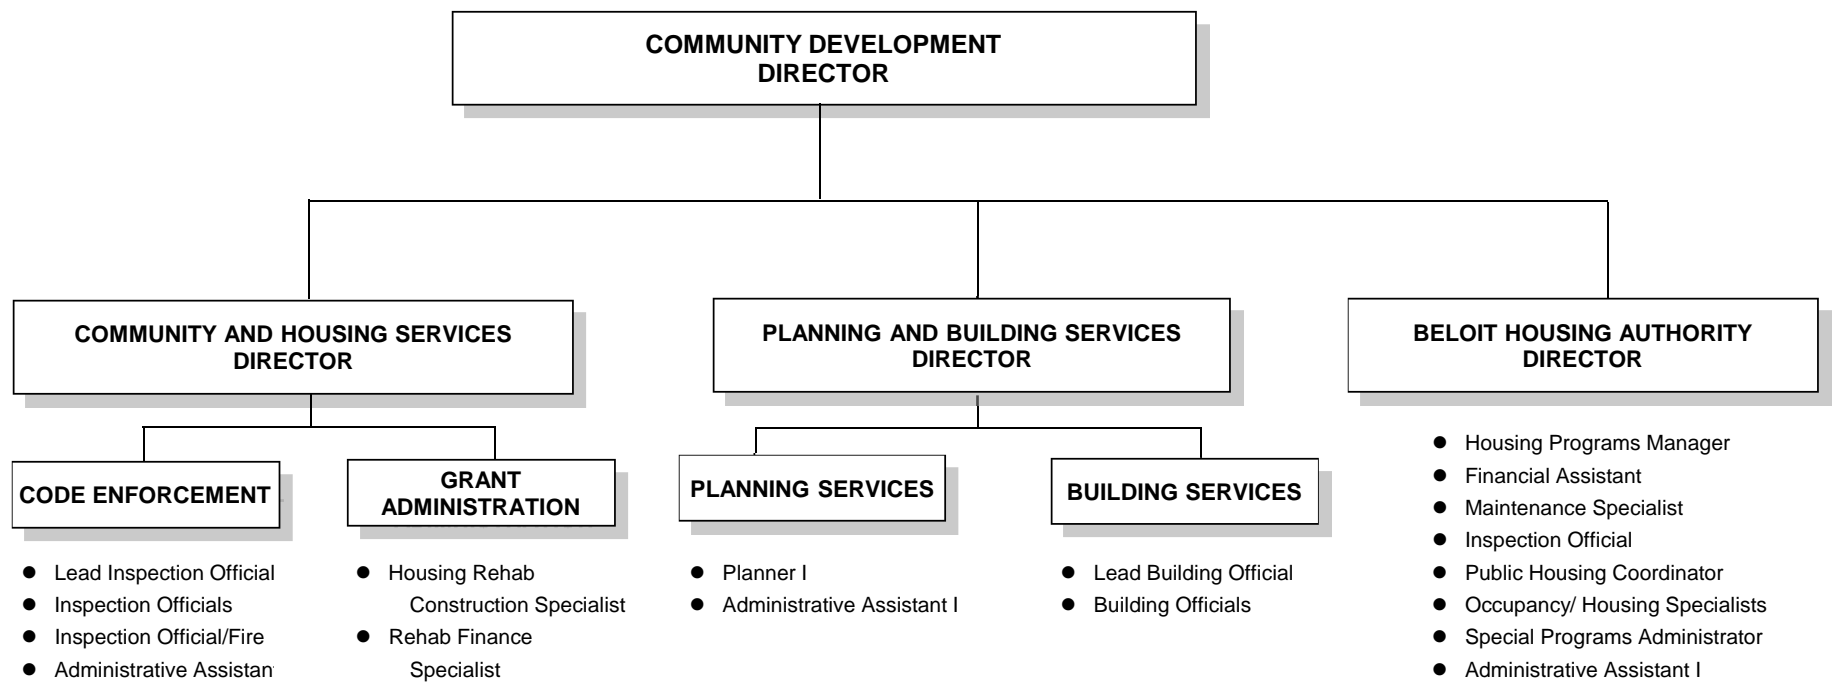 COMMUNITY DEVELOPMENT
DIRECTOR
COMMUNITY AND HOUSING SERVICES
DIRECTOR
PLANNING AND BUILDING SERVICES
DIRECTOR
BELOIT HOUSING AUTHORITY
DIRECTOR
CODE ENFORCEMENT
● Lead Inspection Official
● Inspection Officials
● Inspection Official/Fire
● Administrative Assistan
GRANT
ADMINISTRATION
● Housing Rehab
Construction Specialist
● Rehab Finance
Specialist
PLANNING SERVICES
● Planner I
● Administrative Assistant I
BUILDING SERVICES
● Lead Building Official
● Building Officials
● Housing Programs Manager
● Financial Assistant
● Maintenance Specialist
● Inspection Official
● Public Housing Coordinator
● Occupancy/ Housing Specialists
● Special Programs Administrator
● Administrative Assistant I